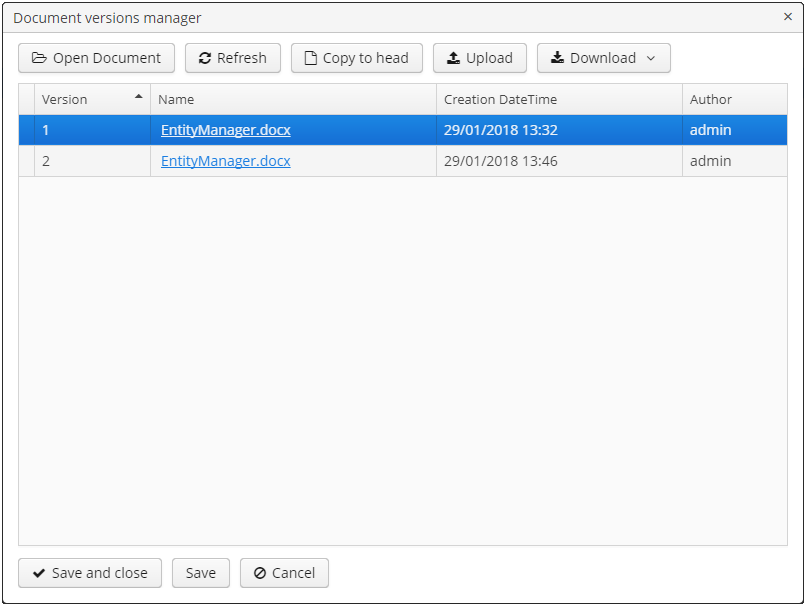 Document versions manager
Open Document Refresh Copy to head Upload Download
Version Name Creation DateTime Author
1 EntityManager.docx 29/01/2018 13:32 admin
2 EntityManager.docx 29/01/2018 13:46 admin
Save and close Save Cancel